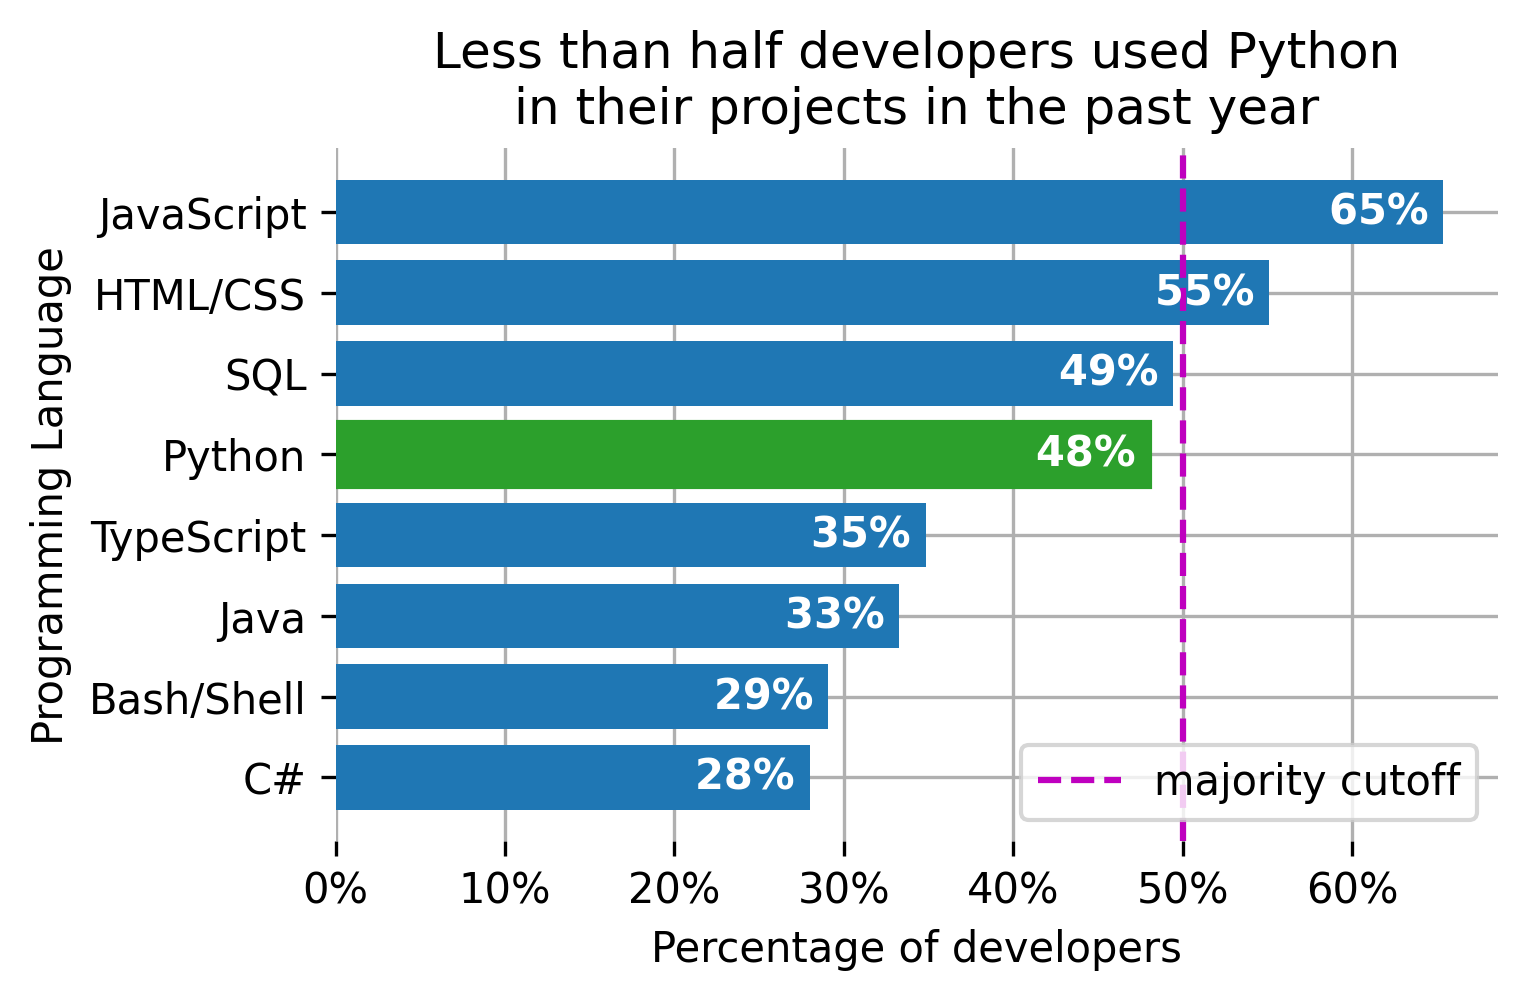 Less than half developers used Python
in their projects in the past year
Programming Language
JavaScript
65%
HTML/CSS
55%
SQL
49%
Python
48%
TypeScript
35%
Java
33%
Bash/Shell
29%
C#
28%
majority cutoff
0% 10% 20% 30% 40% 50% 60%
Percentage of developers